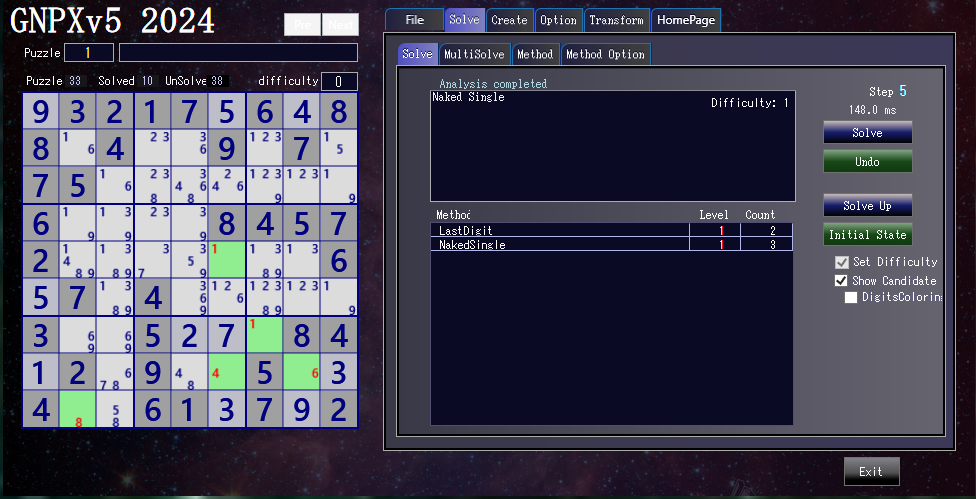 GNPXv5 2024
Puzzle 1
Puzzle 33 Solved 10 UnSolve 38 difficulty 0
9 3 2 1 7 5 6 4 8
8 1 6 4 2 3 3 6 9 1 2 3 7 1 5
7 5 1 6 2 3 8 3 4 6 8 2 4 6 1 2 3 9 1 2 3 1 9
6 1 9 1 3 9 2 3 3 9 8 4 5 7
2 1 4 8 9 1 3 8 9 3 7 3 5 9 1 1 3 8 9 1 3 6
5 7 1 3 8 9 4 3 6 9 1 2 6 1 2 3 8 9 1 2 3 1 9
3 6 9 6 9 5 2 7 1 8 4
1 2 6 7 8 9 4 8 4 5 6 3
4 8 5 8 6 1 3 7 9 2
File Solve Create Option Transform HomePage
Solve MultiSolve Method Method Option
Analysis completed
Naked Single
Difficulty: 1
Method Level Count
LastDigit 1 2
NakedSingle 1 3
Step 5
148.0 ms
Solve
Undo
Solve Up
Initial State
Set Difficulty
Show Candidate
DigitsColorin
Exit